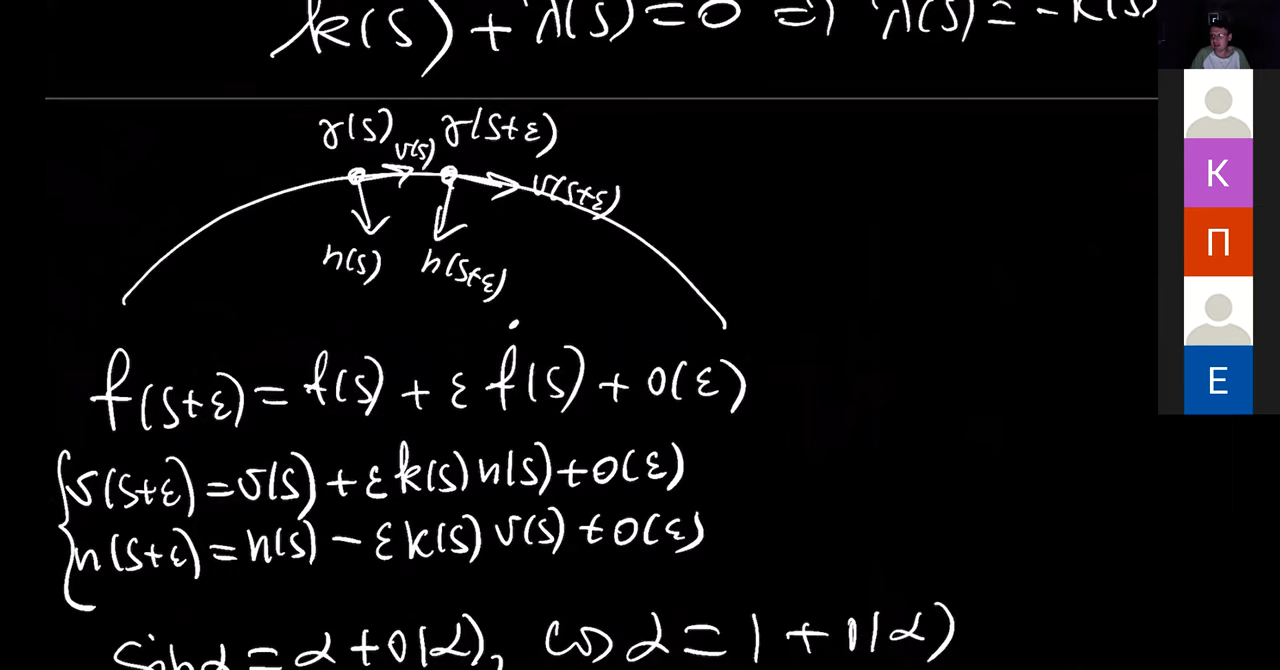 k(s) + λ(s) = 0 => λ(s) = -k(s)
γ(s) v(s) γ(s+ε)
v(s+ε)
n(s) n(s+ε)
f(s+ε) = f(s) + ε ḟ(s) + o(ε)
v(s+ε) = v(s) + ε k(s) n(s) + o(ε)
n(s+ε) = n(s) - ε k(s) v(s) + o(ε)
sin α = α + o(α), cos α = 1 + o(α)
К
П
Е